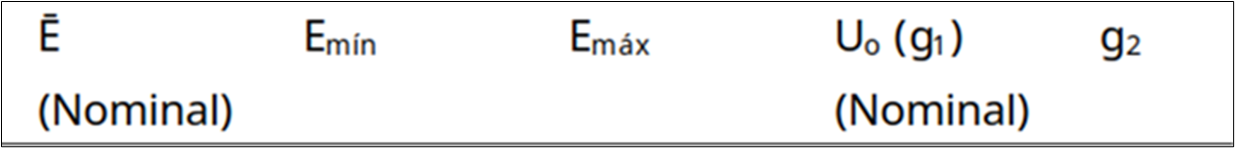 Ē Eₘíₙ Eₘáₓ Uₒ (g₁) g₂
(Nominal) (Nominal)